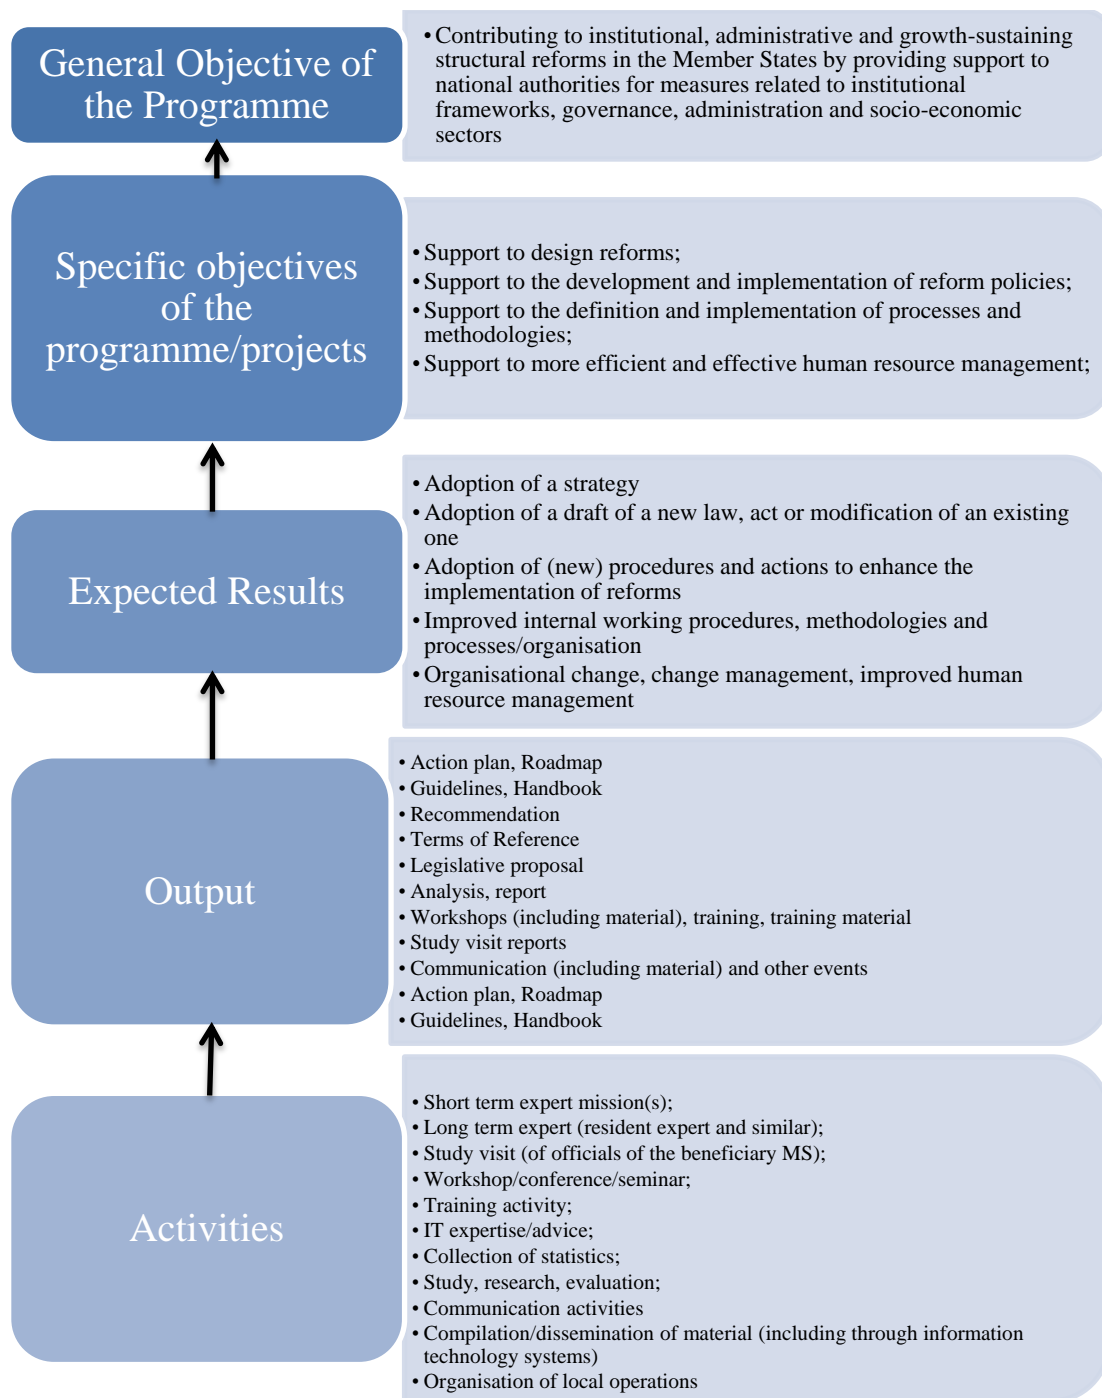 General Objective of
the Programme
• Contributing to institutional, administrative and growth-sustaining
structural reforms in the Member States by providing support to
national authorities for measures related to institutional
frameworks, governance, administration and socio-economic
sectors
Specific objectives
of the
programme/projects
• Support to design reforms;
• Support to the development and implementation of reform policies;
• Support to the definition and implementation of processes and
methodologies;
• Support to more efficient and effective human resource management;
Expected Results
• Adoption of a strategy
• Adoption of a draft of a new law, act or modification of an existing
one
• Adoption of (new) procedures and actions to enhance the
implementation of reforms
• Improved internal working procedures, methodologies and
processes/organisation
• Organisational change, change management, improved human
resource management
Output
• Action plan, Roadmap
• Guidelines, Handbook
• Recommendation
• Terms of Reference
• Legislative proposal
• Analysis, report
• Workshops (including material), training, training material
• Study visit reports
• Communication (including material) and other events
• Action plan, Roadmap
• Guidelines, Handbook
Activities
• Short term expert mission(s);
• Long term expert (resident expert and similar);
• Study visit (of officials of the beneficiary MS);
• Workshop/conference/seminar;
• Training activity;
• IT expertise/advice;
• Collection of statistics;
• Study, research, evaluation;
• Communication activities
• Compilation/dissemination of material (including through information
technology systems)
• Organisation of local operations